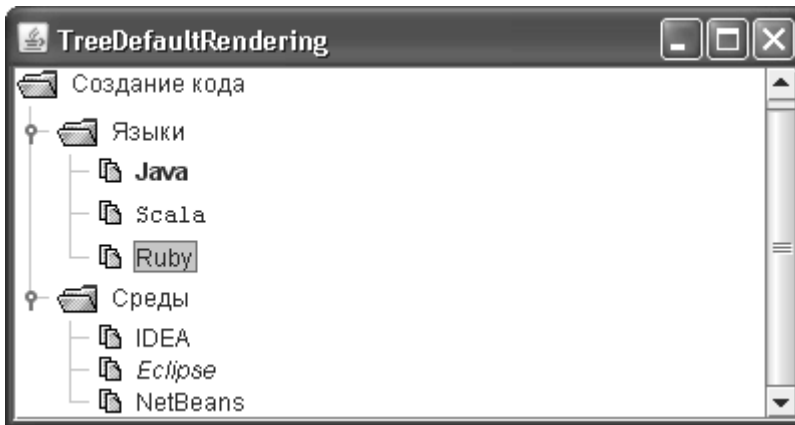 TreeDefaultRendering
Создание кода
Языки
Java
Scala
Ruby
Среды
IDEA
Eclipse
NetBeans